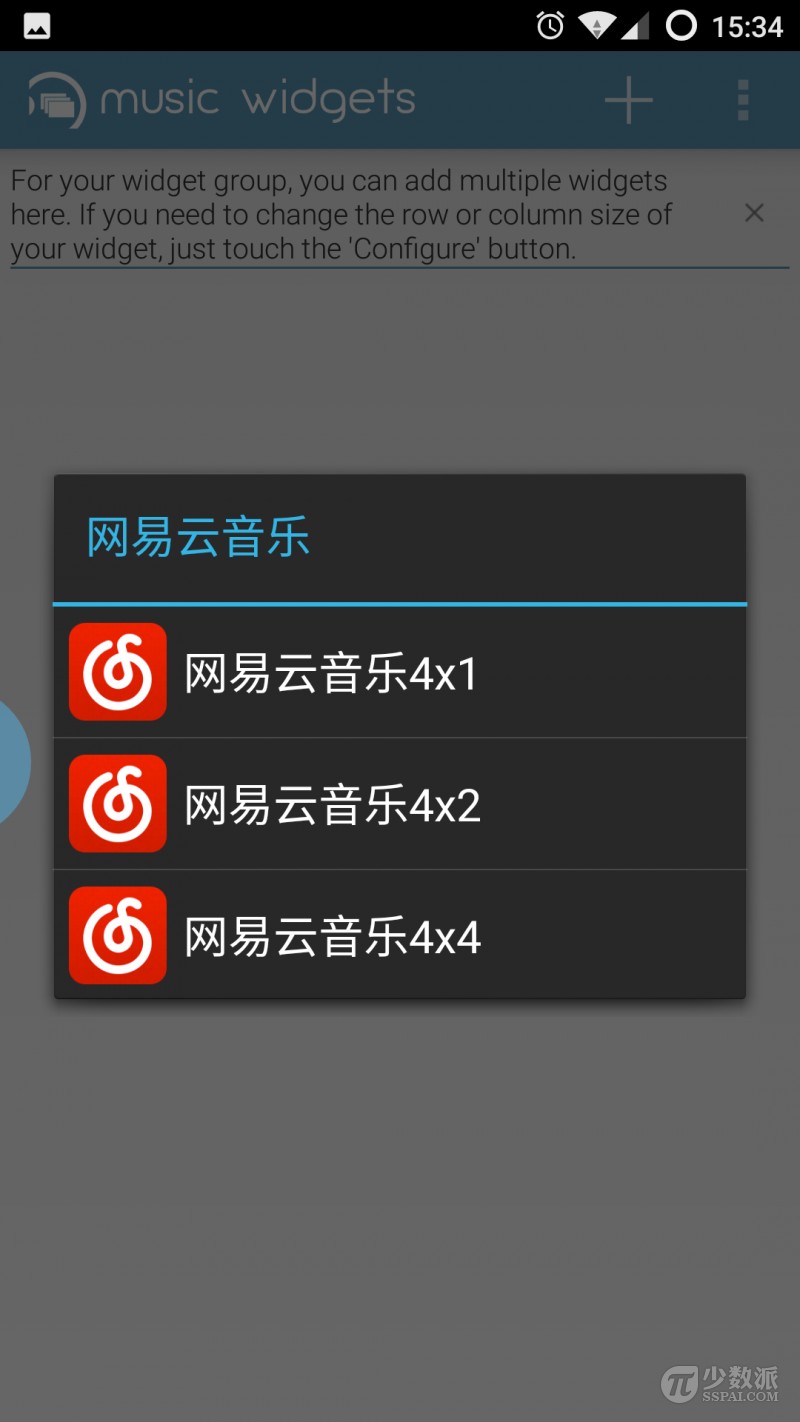 15:34
music widgets
For your widget group, you can add multiple widgets
here. If you need to change the row or column size of
your widget, just touch the 'Configure' button.
网易云音乐
网易云音乐4x1
网易云音乐4x2
网易云音乐4x4
少数派
SSPAI.COM